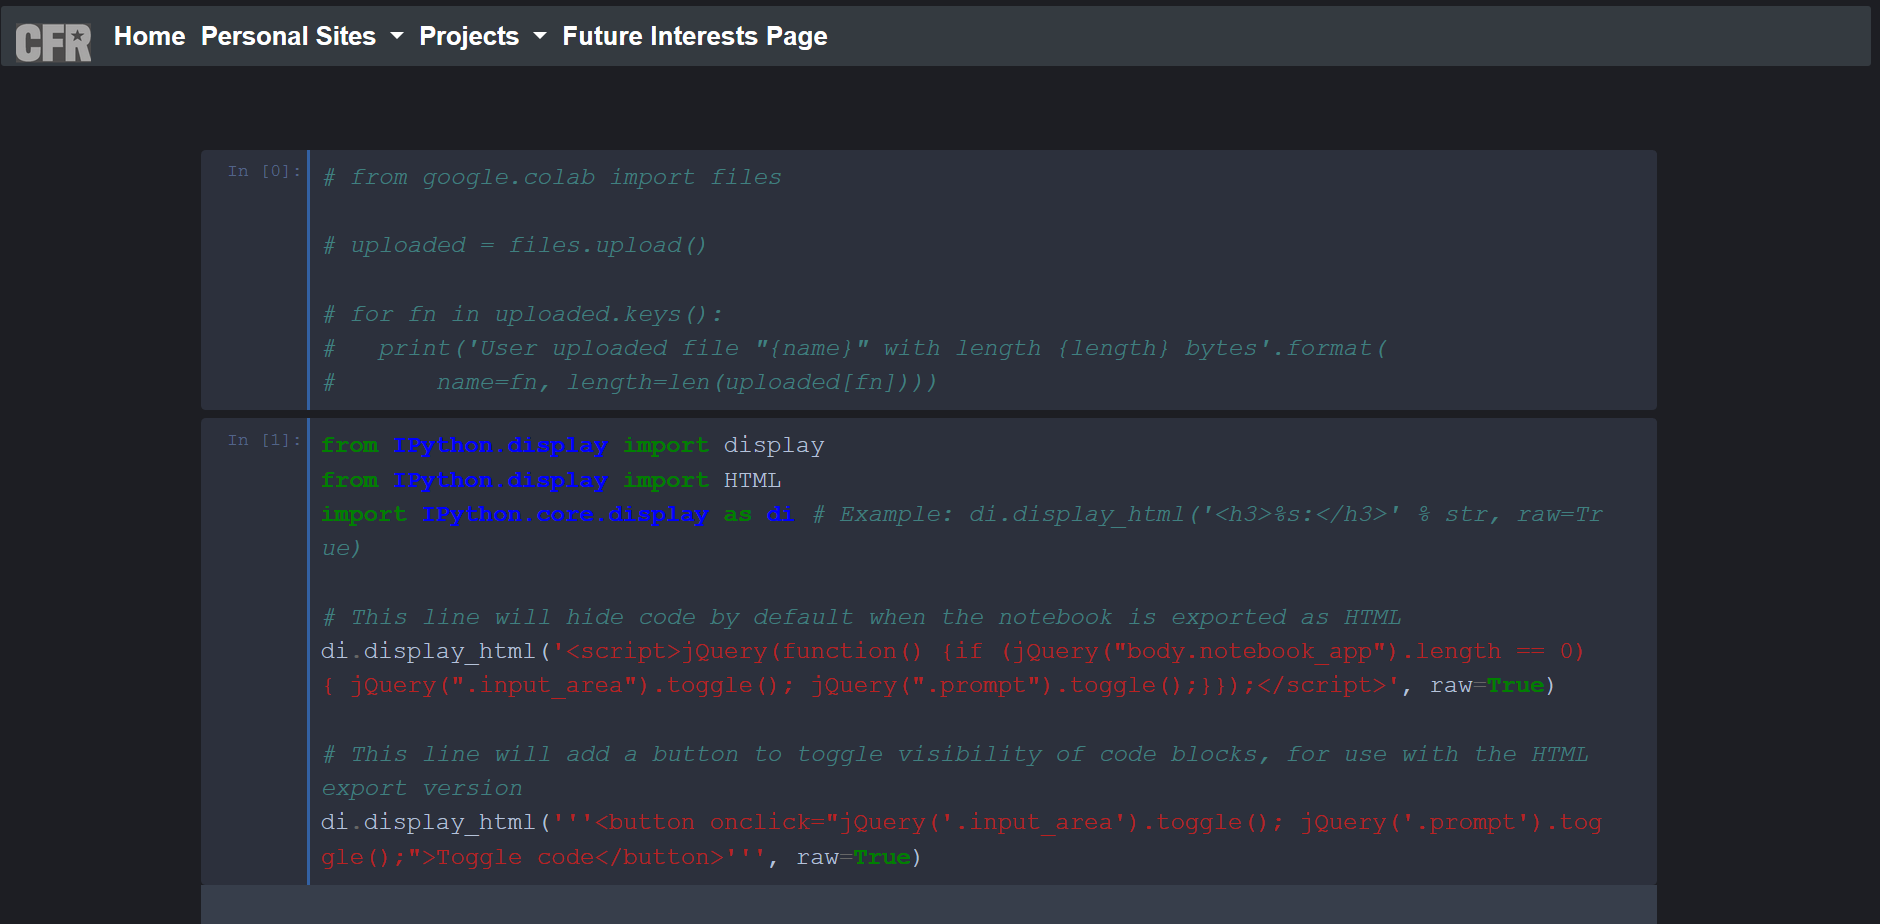 CFR Home Personal Sites Projects Future Interests Page
In [0]:
# from google.colab import files
# uploaded = files.upload()
# for fn in uploaded.keys():
#   print('User uploaded file "{name}" with length {length} bytes'.format(
#       name=fn, length=len(uploaded[fn])))
In [1]:
from IPython.display import display
from IPython.display import HTML
import IPython.core.display as di # Example: di.display_html('<h3>%s:</h3>' % str, raw=Tr
ue)
# This line will hide code by default when the notebook is exported as HTML
di.display_html('<script>jQuery(function() {if (jQuery("body.notebook_app").length == 0)
{ jQuery(".input_area").toggle(); jQuery(".prompt").toggle();}});</script>', raw=True)
# This line will add a button to toggle visibility of code blocks, for use with the HTML
export version
di.display_html('''<button onclick="jQuery('.input_area').toggle(); jQuery('.prompt').tog
gle();">Toggle code</button>''', raw=True)